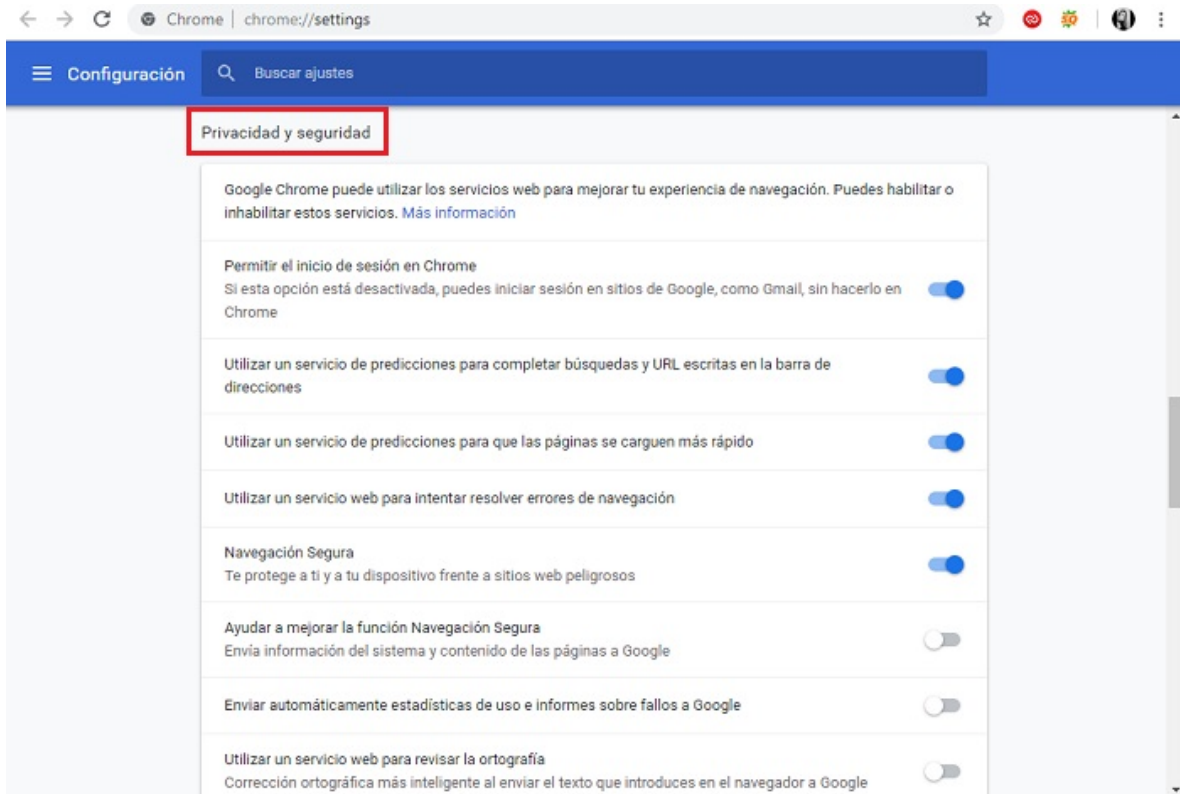 Chrome | chrome://settings
Configuración
Buscar ajustes
Privacidad y seguridad
Google Chrome puede utilizar los servicios web para mejorar tu experiencia de navegación. Puedes habilitar o
inhabilitar estos servicios. Más información
Permitir el inicio de sesión en Chrome
Si esta opción está desactivada, puedes iniciar sesión en sitios de Google, como Gmail, sin hacerlo en
Chrome
Utilizar un servicio de predicciones para completar búsquedas y URL escritas en la barra de
direcciones
Utilizar un servicio de predicciones para que las páginas se carguen más rápido
Utilizar un servicio web para intentar resolver errores de navegación
Navegación Segura
Te protege a ti y a tu dispositivo frente a sitios web peligrosos
Ayudar a mejorar la función Navegación Segura
Envía información del sistema y contenido de las páginas a Google
Enviar automáticamente estadísticas de uso e informes sobre fallos a Google
Utilizar un servicio web para revisar la ortografía
Corrección ortográfica más inteligente al enviar el texto que introduces en el navegador a Google